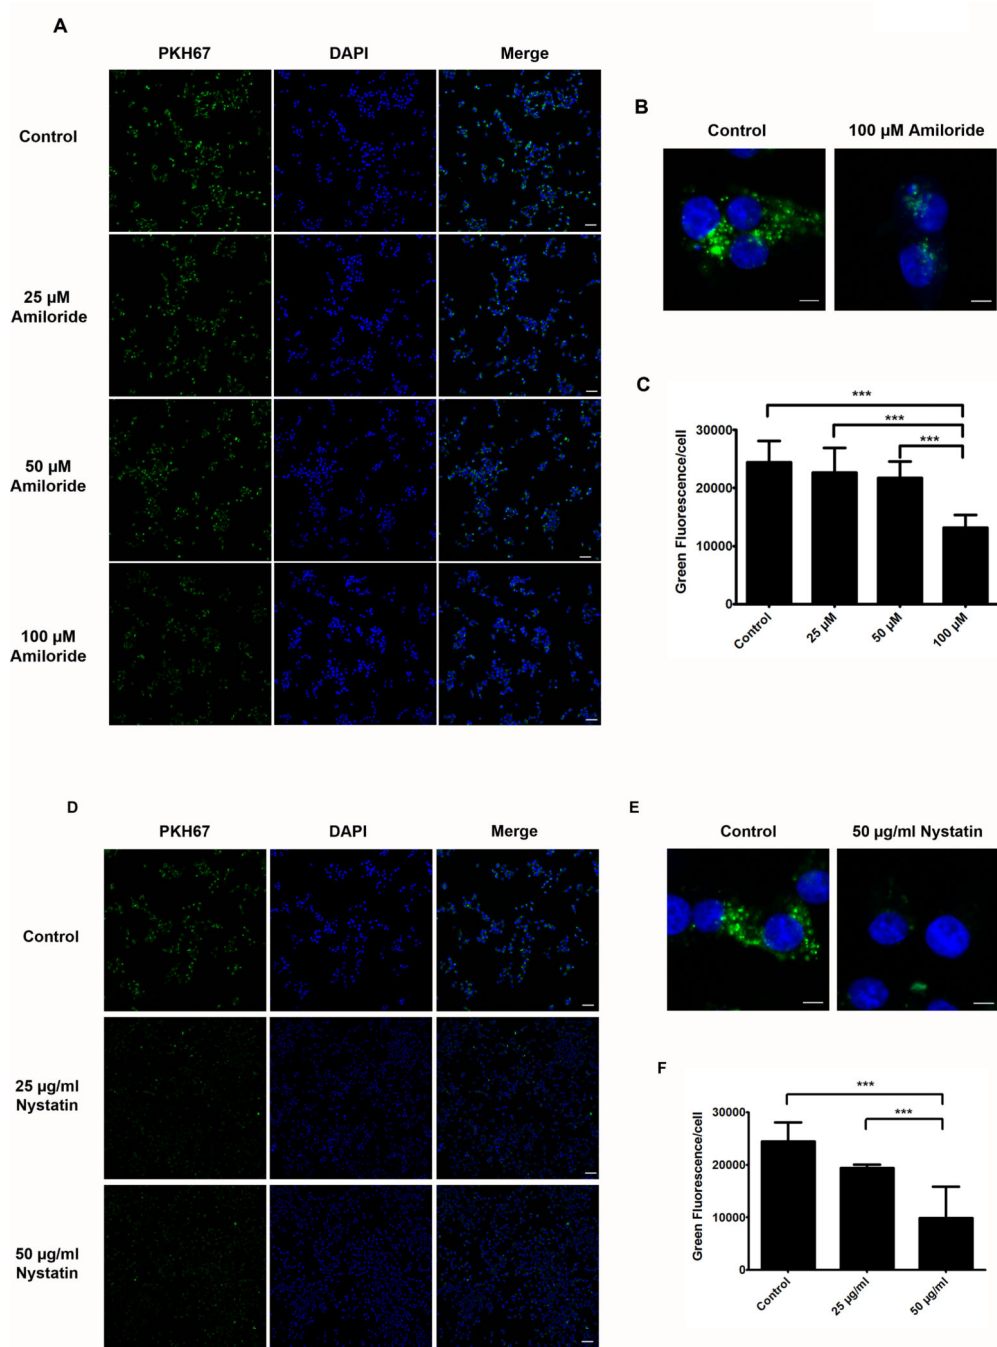 A
PKH67 DAPI Merge
Control
25 µM
Amiloride
50 µM
Amiloride
100 µM
Amiloride
B
Control 100 µM Amiloride
C
***
***
***
30000
20000
10000
0
Green Fluorescence/cell
Control 25 µM 50 µM 100 µM
D
PKH67 DAPI Merge
Control
25 µg/ml
Nystatin
50 µg/ml
Nystatin
E
Control 50 µg/ml Nystatin
F
***
***
30000
20000
10000
0
Green Fluorescence/cell
Control 25 µg/ml 50 µg/ml